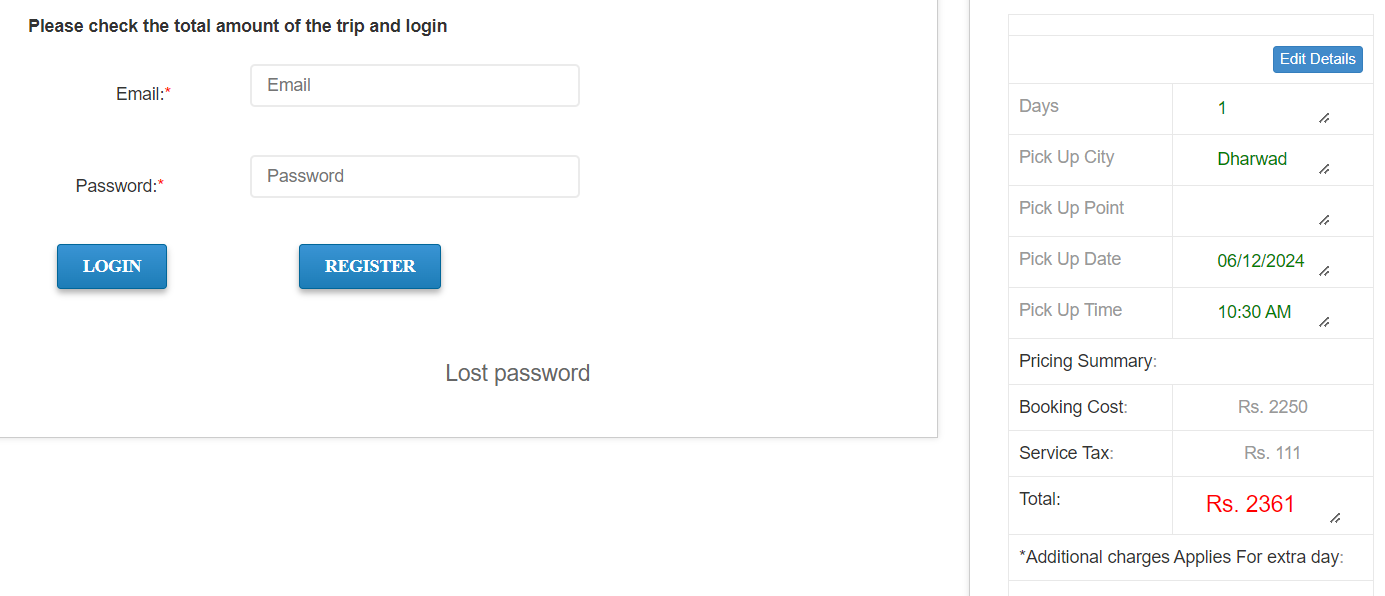 Please check the total amount of the trip and login
Email:*
Email
Password:*
Password
LOGIN
REGISTER
Lost password
Edit Details
Days 1
Pick Up City Dharwad
Pick Up Point
Pick Up Date 06/12/2024
Pick Up Time 10:30 AM
Pricing Summary:
Booking Cost: Rs. 2250
Service Tax: Rs. 111
Total: Rs. 2361
*Additional charges Applies For extra day: